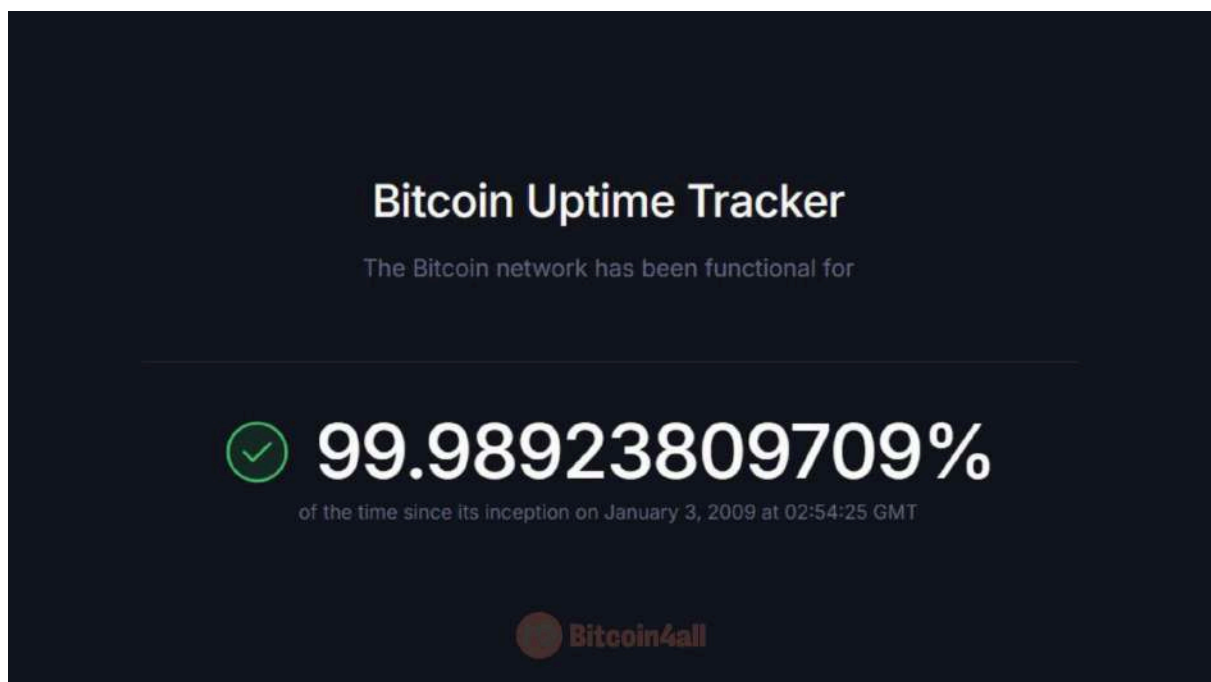 Bitcoin Uptime Tracker
The Bitcoin network has been functional for
99.98923809709%
of the time since its inception on January 3, 2009 at 02:54:25 GMT
Bitcoin4all